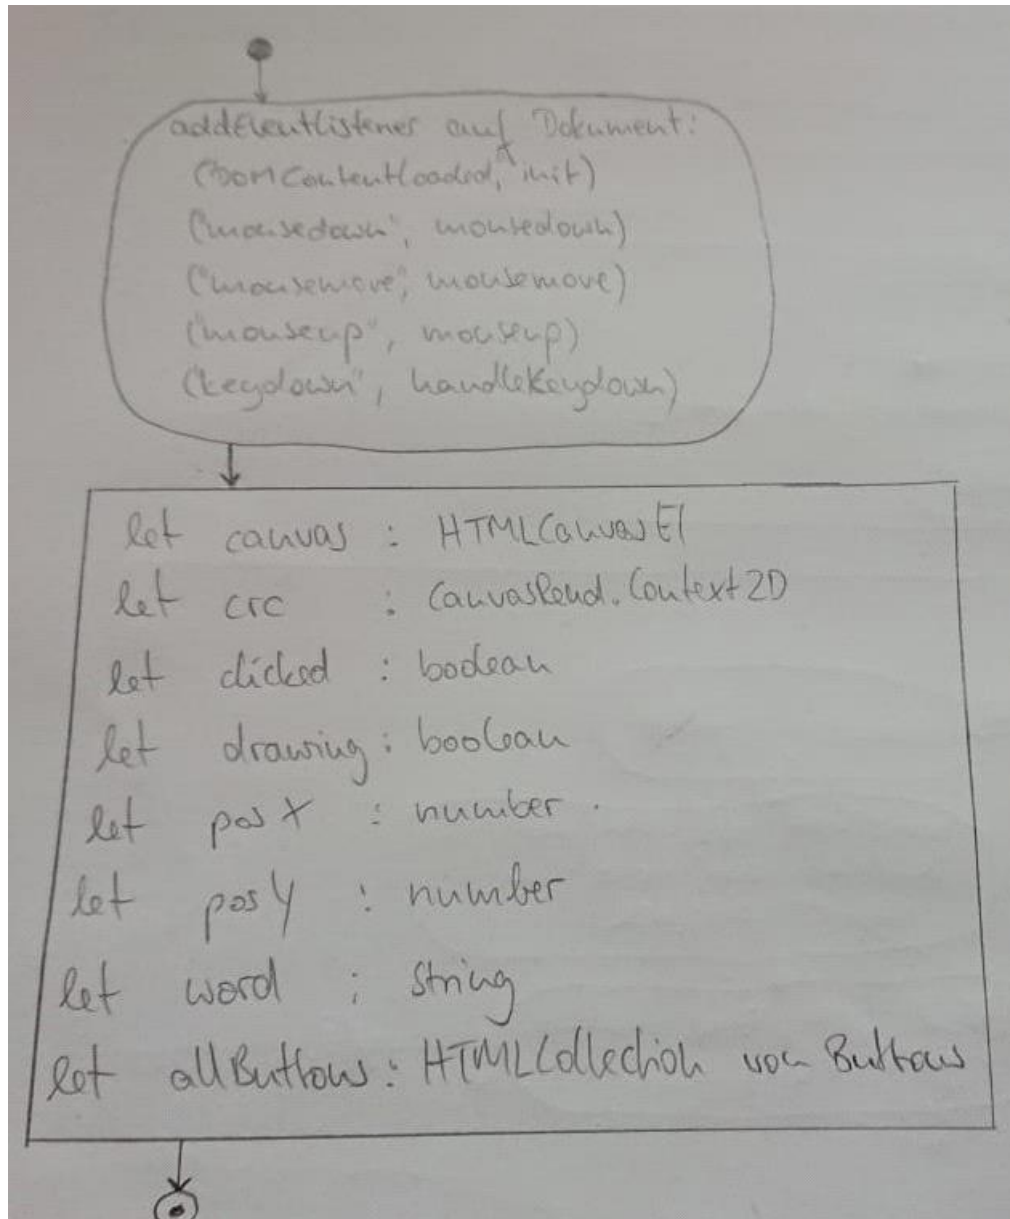 addEventlistener auf Dokument:
(DOMContentloaded, init)
("mousedown", mousedown)
("mousemove", mousemove)
("mouseup", mouseup)
("keydown", handleKeydown)
let canvas : HTMLCanvasEl
let crc : CanvasRend.Context2D
let clicked : boolean
let drawing : boolean
let posX : number
let posY : number
let word : string
let allButtons : HTMLCollection von Buttons